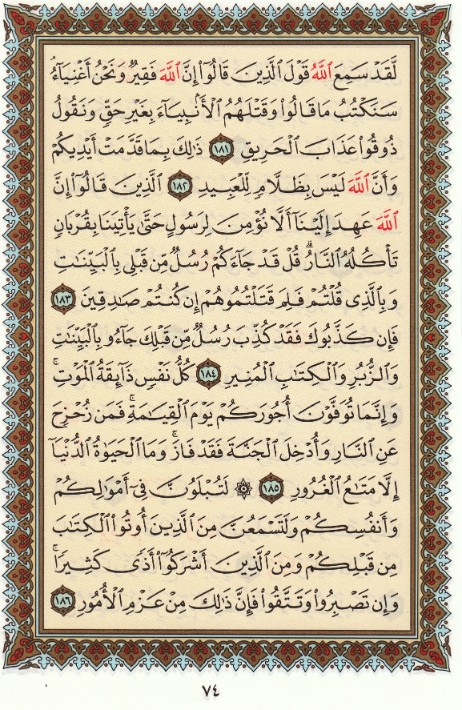 لَّقَدْ سَمِعَ ٱللَّهُ قَوْلَ ٱلَّذِينَ قَالُوٓا۟ إِنَّ ٱللَّهَ فَقِيرٌ وَنَحْنُ أَغْنِيَآءُ
سَنَكْتُبُ مَا قَالُوا۟ وَقَتْلَهُمُ ٱلْأَنۢبِيَآءَ بِغَيْرِ حَقٍّ وَنَقُولُ
ذُوقُوا۟ عَذَابَ ٱلْحَرِيقِ ١٨١ ذَٰلِكَ بِمَا قَدَّمَتْ أَيْدِيكُمْ
وَأَنَّ ٱللَّهَ لَيْسَ بِظَلَّامٍ لِّلْعَبِيدِ ١٨٢ ٱلَّذِينَ قَالُوٓا۟ إِنَّ
ٱللَّهَ عَهِدَ إِلَيْنَآ أَلَّا نُؤْمِنَ لِرَسُولٍ حَتَّىٰ يَأْتِيَنَا بِقُرْبَانٍ
تَأْكُلُهُ ٱلنَّارُ ۗ قُلْ قَدْ جَآءَكُمْ رُسُلٌ مِّن قَبْلِى بِٱلْبَيِّنَٰتِ
وَبِٱلَّذِى قُلْتُمْ فَلِمَ قَتَلْتُمُوهُمْ إِن كُنتُمْ صَٰدِقِينَ ١٨٣
فَإِن كَذَّبُوكَ فَقَدْ كُذِّبَ رُسُلٌ مِّن قَبْلِكَ جَآءُو بِٱلْبَيِّنَٰتِ
وَٱلزُّبُرِ وَٱلْكِتَٰبِ ٱلْمُنِيرِ ١٨٤ كُلُّ نَفْسٍ ذَآئِقَةُ ٱلْمَوْتِ ۗ
وَإِنَّمَا تُوَفَّوْنَ أُجُورَكُمْ يَوْمَ ٱلْقِيَٰمَةِ ۖ فَمَن زُحْزِحَ
عَنِ ٱلنَّارِ وَأُدْخِلَ ٱلْجَنَّةَ فَقَدْ فَازَ ۗ وَمَا ٱلْحَيَوٰةُ ٱلدُّنْيَآ
إِلَّا مَتَٰعُ ٱلْغُرُورِ ١٨٥ ۞ لَتُبْلَوُنَّ فِىٓ أَمْوَٰلِكُمْ
وَأَنفُسِكُمْ وَلَتَسْمَعُنَّ مِنَ ٱلَّذِينَ أُوتُوا۟ ٱلْكِتَٰبَ
مِن قَبْلِكُمْ وَمِنَ ٱلَّذِينَ أَشْرَكُوٓا۟ أَذًى كَثِيرًا ۚ
وَإِن تَصْبِرُوا۟ وَتَتَّقُوا۟ فَإِنَّ ذَٰلِكَ مِنْ عَزْمِ ٱلْأُمُورِ ١٨٦
٧٤